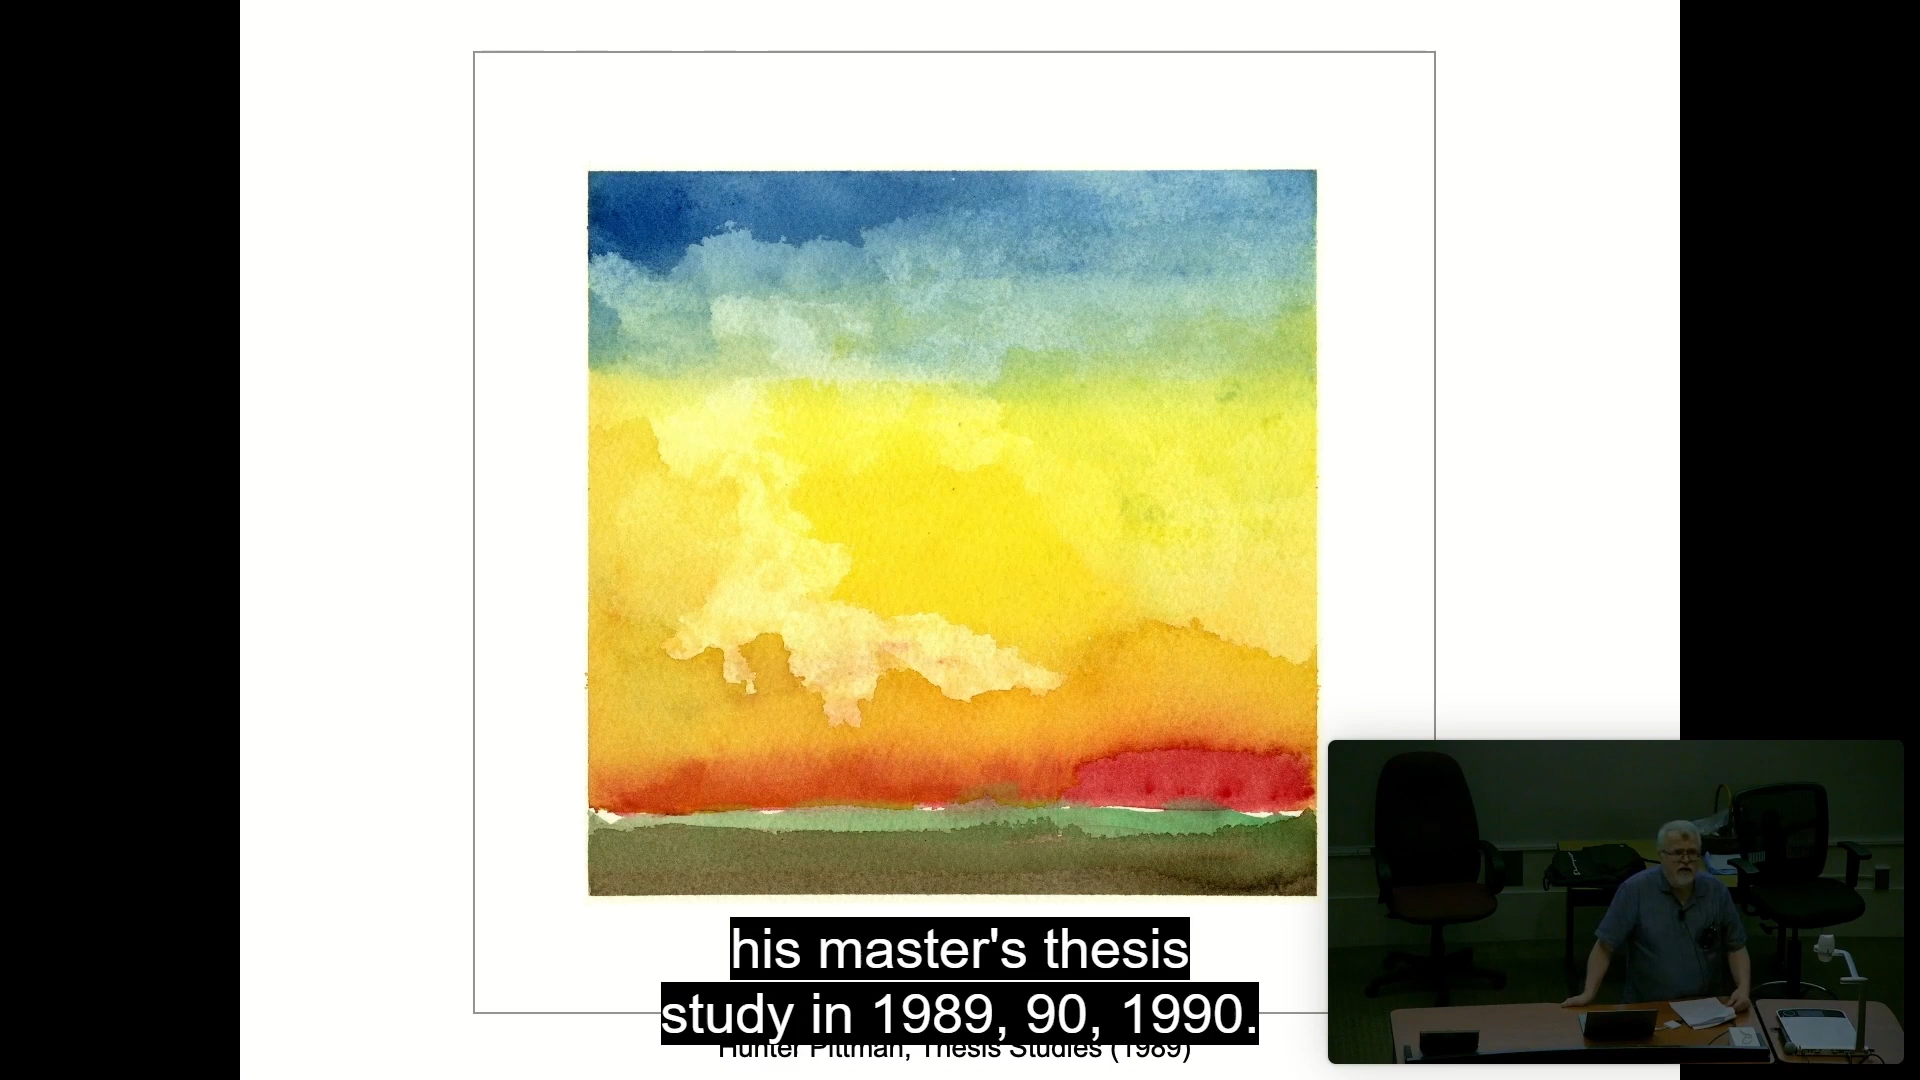 his master's thesis
study in 1989, 90, 1990.
Hunter Pittman, Thesis Studies (1989)